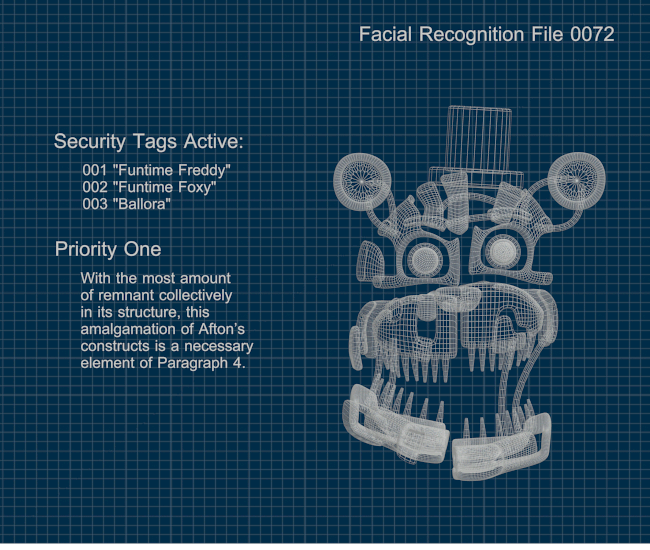 Facial Recognition File 0072
Security Tags Active:
001 "Funtime Freddy"
002 "Funtime Foxy"
003 "Ballora"
Priority One
With the most amount
of remnant collectively
in its structure, this
amalgamation of Afton's
constructs is a necessary
element of Paragraph 4.